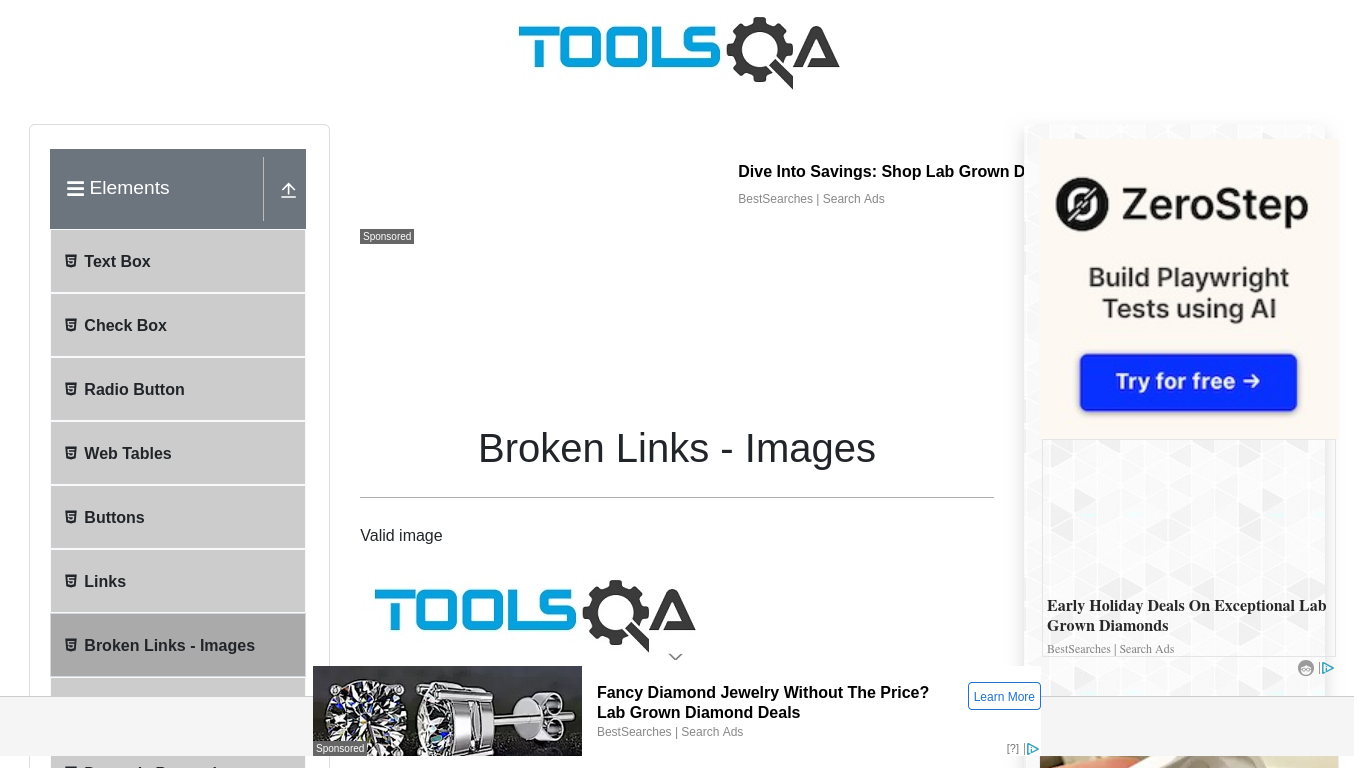 TOOLSQA
Elements
Text Box
Check Box
Radio Button
Web Tables
Buttons
Links
Broken Links - Images
Dive Into Savings: Shop Lab Grown D
BestSearches | Search Ads
Sponsored
Broken Links - Images
Valid image
TOOLSQA
ZeroStep
Build Playwright
Tests using AI
Try for free →
Early Holiday Deals On Exceptional Lab
Grown Diamonds
BestSearches | Search Ads
Sponsored
Fancy Diamond Jewelry Without The Price?
Lab Grown Diamond Deals
BestSearches | Search Ads
Learn More
[?]